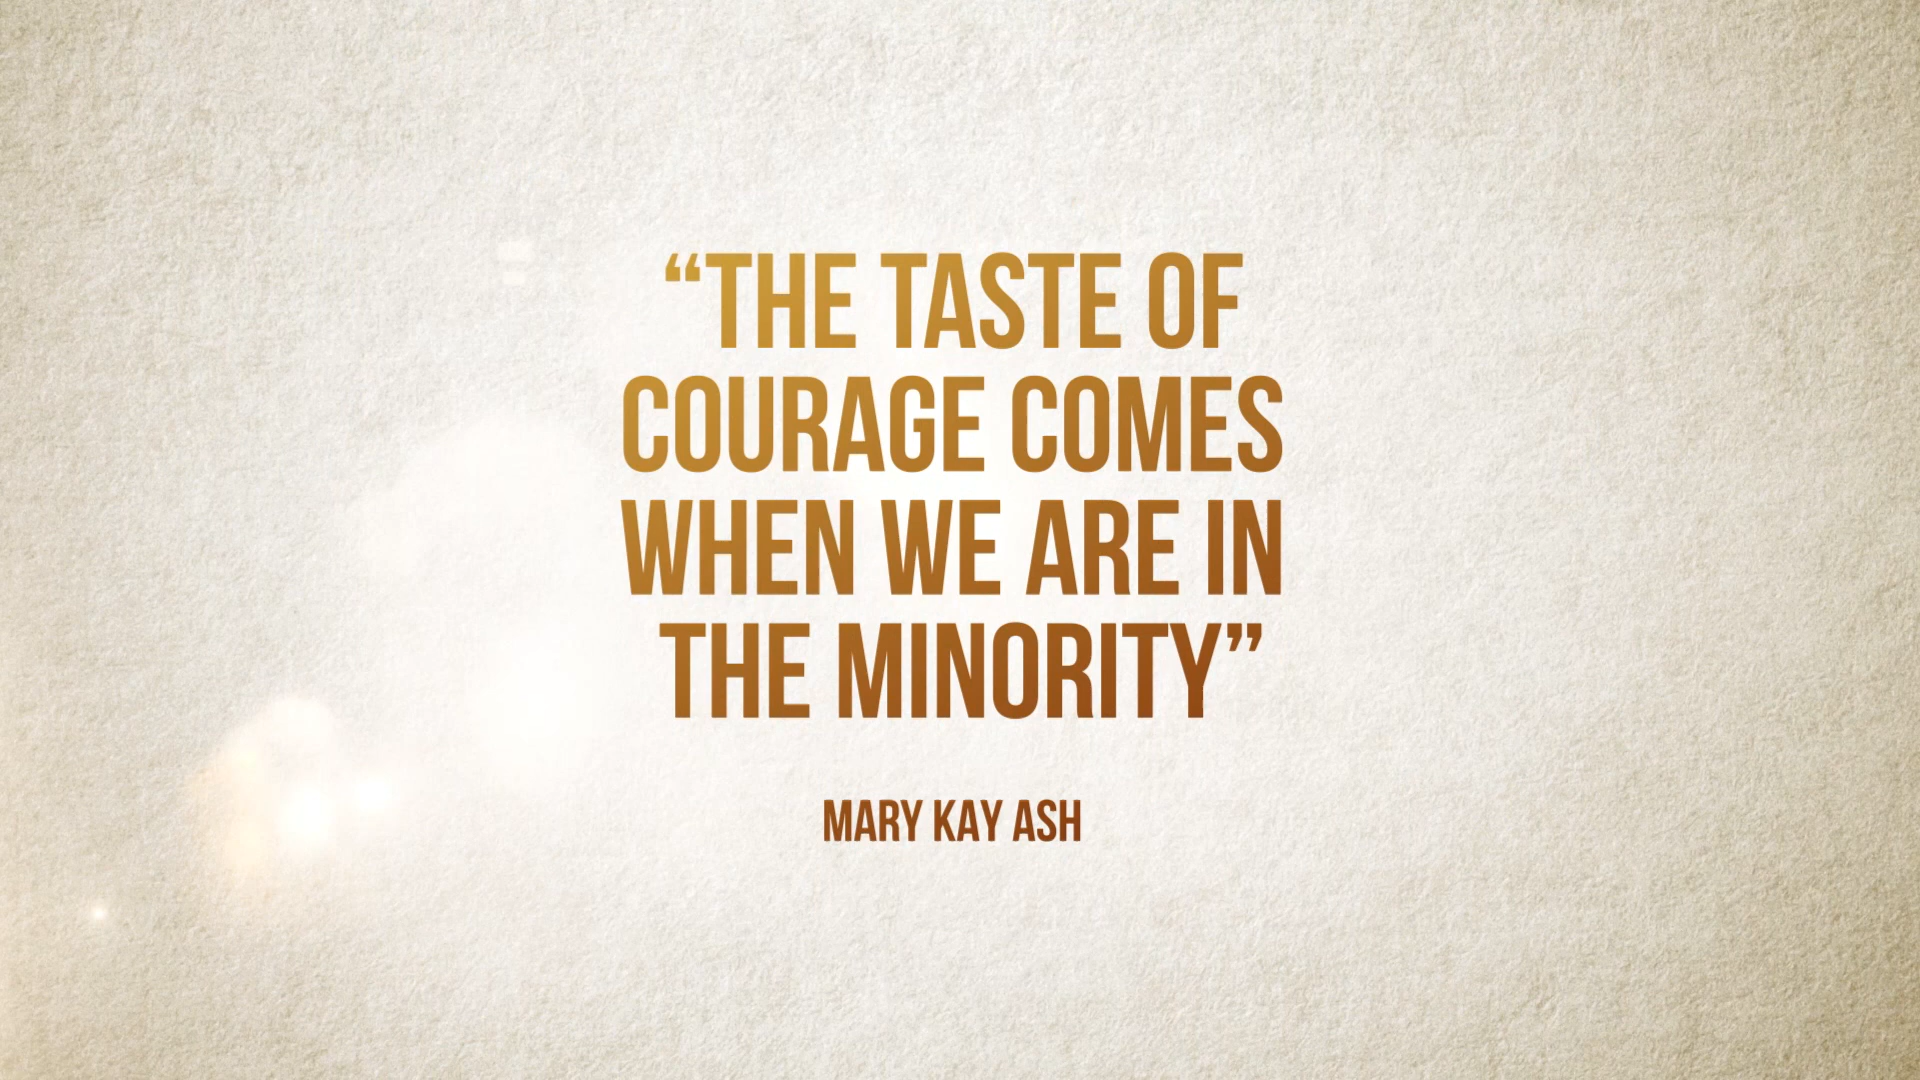 “THE TASTE OF
COURAGE COMES
WHEN WE ARE IN
THE MINORITY”
MARY KAY ASH